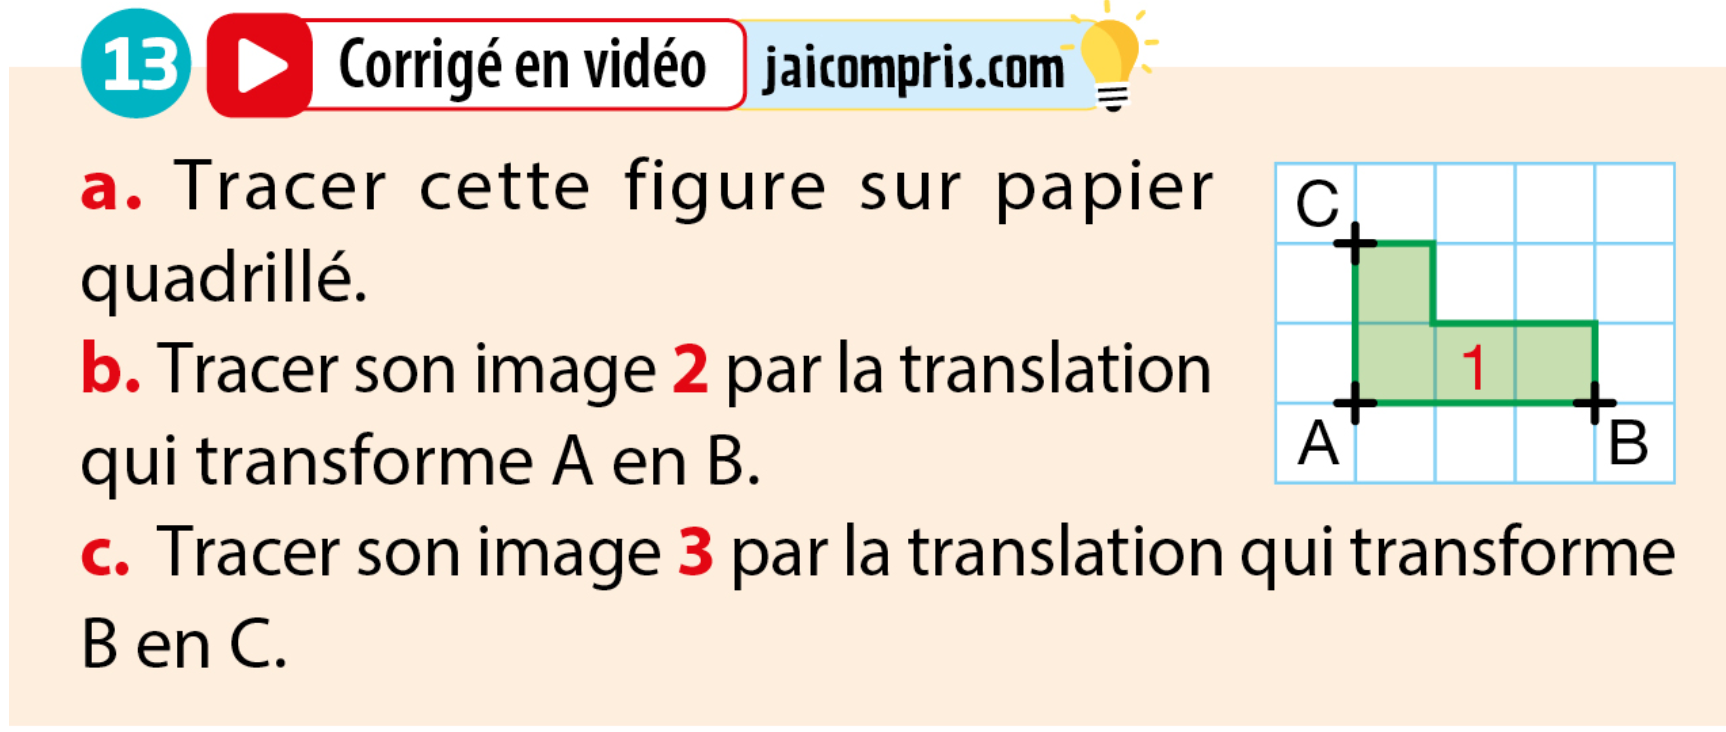 13 Corrigé en vidéo jaicompris.com
a. Tracer cette figure sur papier
quadrillé.
b. Tracer son image 2 par la translation
qui transforme A en B.
c. Tracer son image 3 par la translation qui transforme
B en C.
C
1
A B